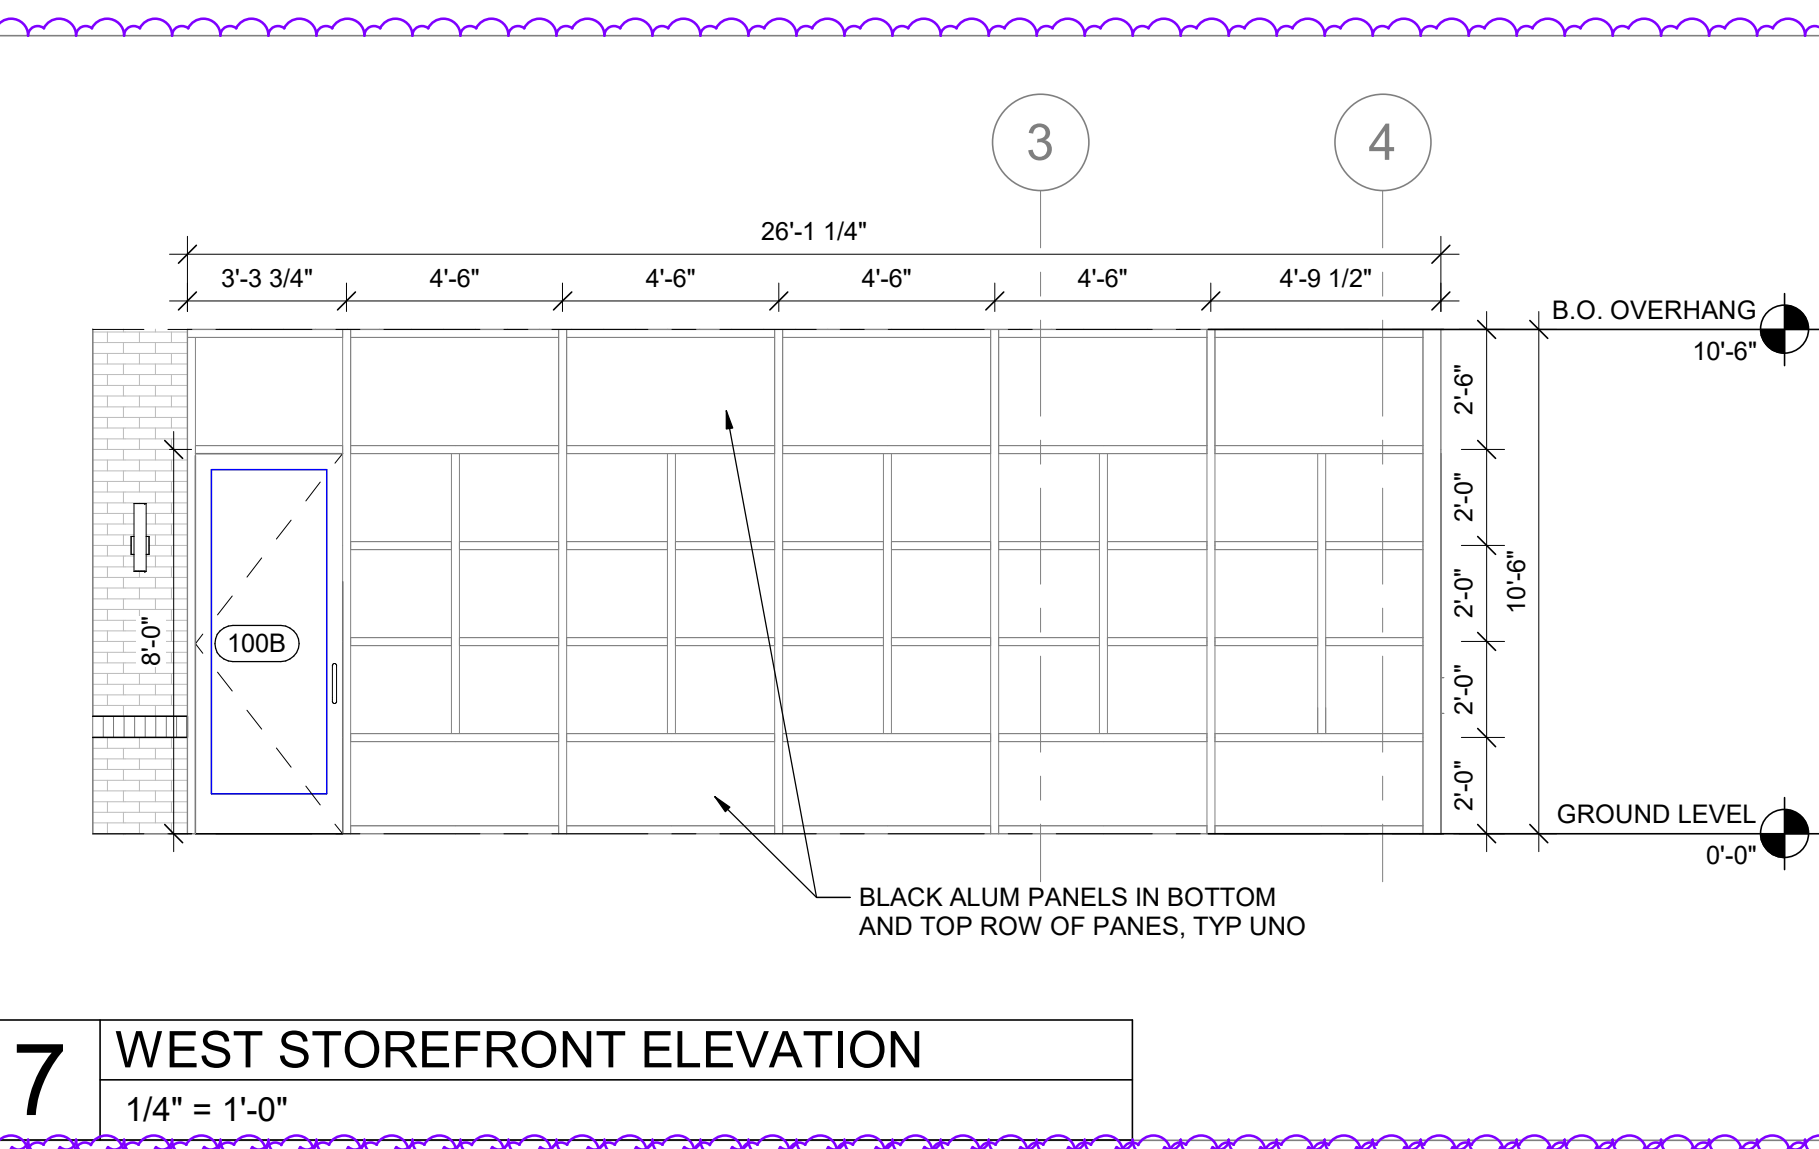 3
4
26'-1 1/4"
3'-3 3/4"
4'-6"
4'-6"
4'-6"
4'-6"
4'-9 1/2"
B.O. OVERHANG
10'-6"
2'-6"
2'-0"
2'-0"
2'-0"
2'-0"
10'-6"
8'-0"
100B
GROUND LEVEL
0'-0"
BLACK ALUM PANELS IN BOTTOM
AND TOP ROW OF PANES, TYP UNO
7
WEST STOREFRONT ELEVATION
1/4" = 1'-0"